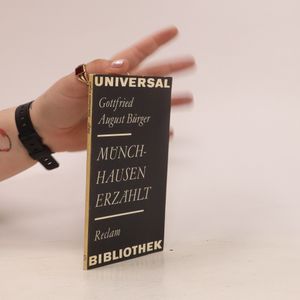 UNIVERSAL
Gottfried
August Bürger
MÜNCH-
HAUSEN
ERZÄHLT
Reclam
BIBLIOTHEK